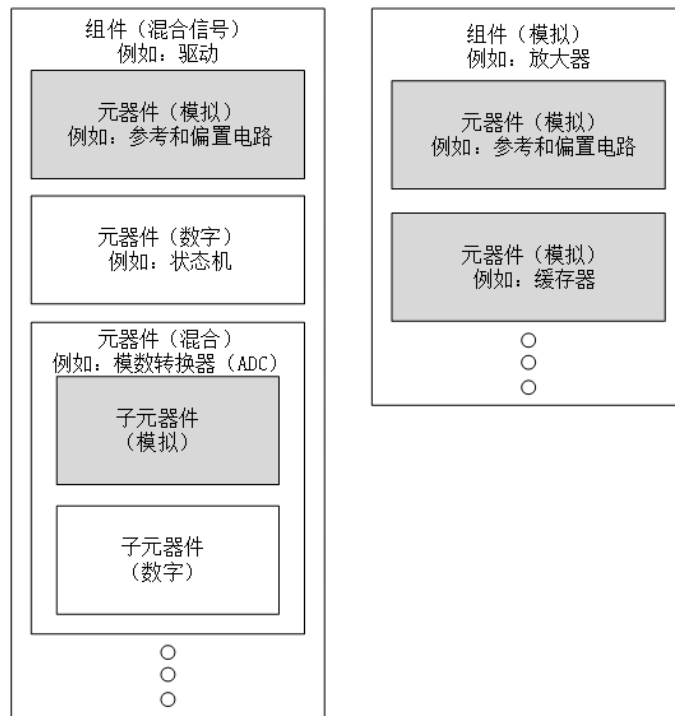 组件（混合信号）
例如：驱动
元器件（模拟）
例如：参考和偏置电路
元器件（数字）
例如：状态机
元器件（混合）
例如：模数转换器（ADC）
子元器件
（模拟）
子元器件
（数字）
组件（模拟）
例如：放大器
元器件（模拟）
例如：参考和偏置电路
元器件（模拟）
例如：缓存器